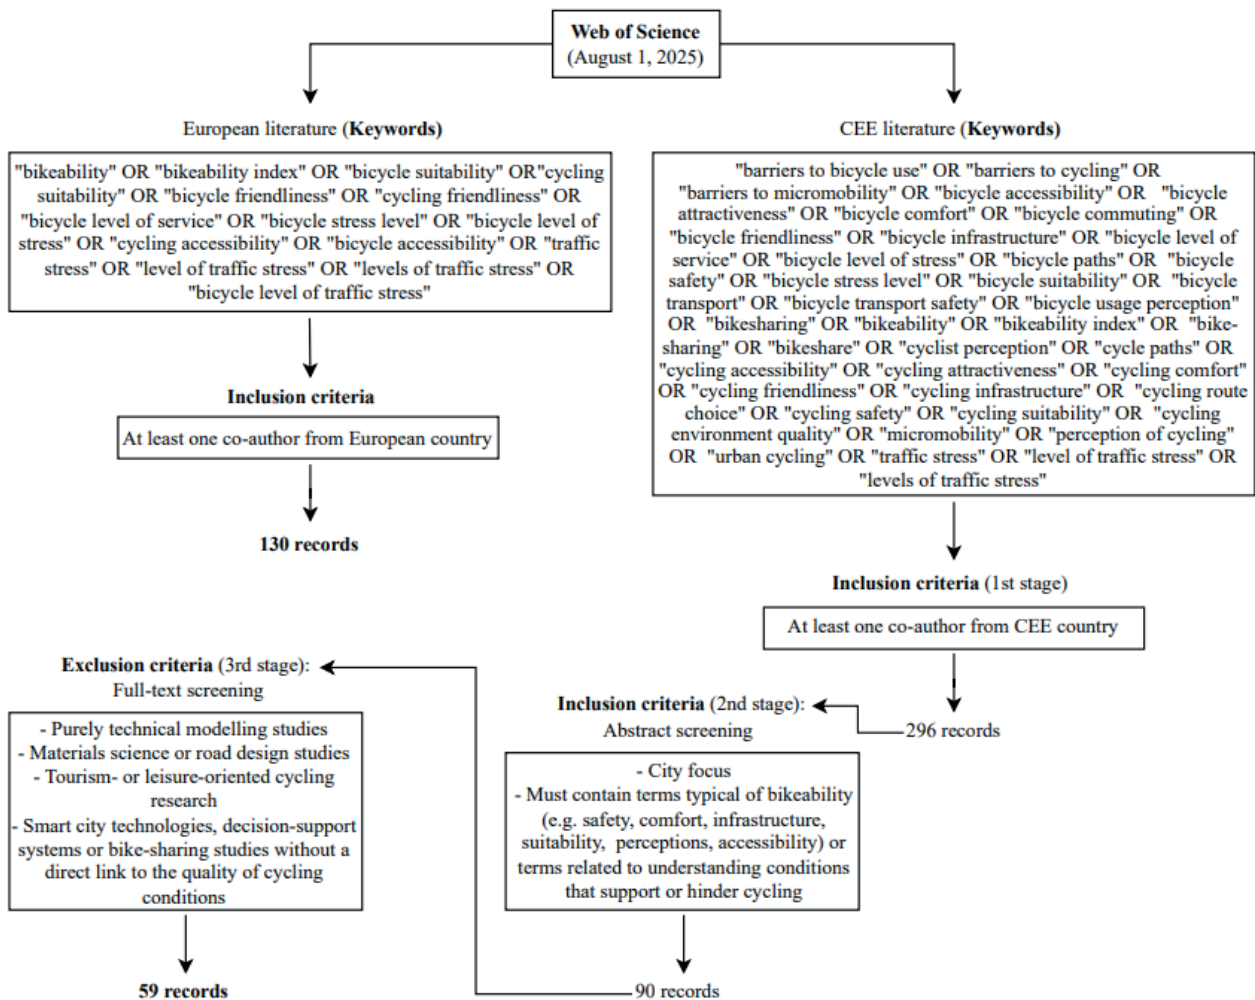 Web of Science
(August 1, 2025)
European literature (Keywords)
"bikeability" OR "bikeability index" OR "bicycle suitability" OR"cycling
suitability" OR "bicycle friendliness" OR "cycling friendliness" OR
"bicycle level of service" OR "bicycle stress level" OR "bicycle level of
stress" OR "cycling accessibility" OR "bicycle accessibility" OR "traffic
stress" OR "level of traffic stress" OR "levels of traffic stress" OR
"bicycle level of traffic stress"
Inclusion criteria
At least one co-author from European country
130 records
CEE literature (Keywords)
"barriers to bicycle use" OR "barriers to cycling" OR
"barriers to micromobility" OR "bicycle accessibility" OR "bicycle
attractiveness" OR "bicycle comfort" OR "bicycle commuting" OR
"bicycle friendliness" OR "bicycle infrastructure" OR "bicycle level of
service" OR "bicycle level of stress" OR "bicycle paths" OR "bicycle
safety" OR "bicycle stress level" OR "bicycle suitability" OR "bicycle
transport" OR "bicycle transport safety" OR "bicycle usage perception"
OR "bikesharing" OR "bikeability" OR "bikeability index" OR "bike-
sharing" OR "bikeshare" OR "cyclist perception" OR "cycle paths" OR
"cycling accessibility" OR "cycling attractiveness" OR "cycling comfort"
OR "cycling friendliness" OR "cycling infrastructure" OR "cycling route
choice" OR "cycling safety" OR "cycling suitability" OR "cycling
environment quality" OR "micromobility" OR "perception of cycling"
OR "urban cycling" OR "traffic stress" OR "level of traffic stress" OR
"levels of traffic stress"
Inclusion criteria (1st stage)
At least one co-author from CEE country
296 records
Inclusion criteria (2nd stage):
Abstract screening
- City focus
- Must contain terms typical of bikeability
(e.g. safety, comfort, infrastructure,
suitability, perceptions, accessibility) or
terms related to understanding conditions
that support or hinder cycling
90 records
Exclusion criteria (3rd stage):
Full-text screening
- Purely technical modelling studies
- Materials science or road design studies
- Tourism- or leisure-oriented cycling
research
- Smart city technologies, decision-support
systems or bike-sharing studies without a
direct link to the quality of cycling
conditions
59 records